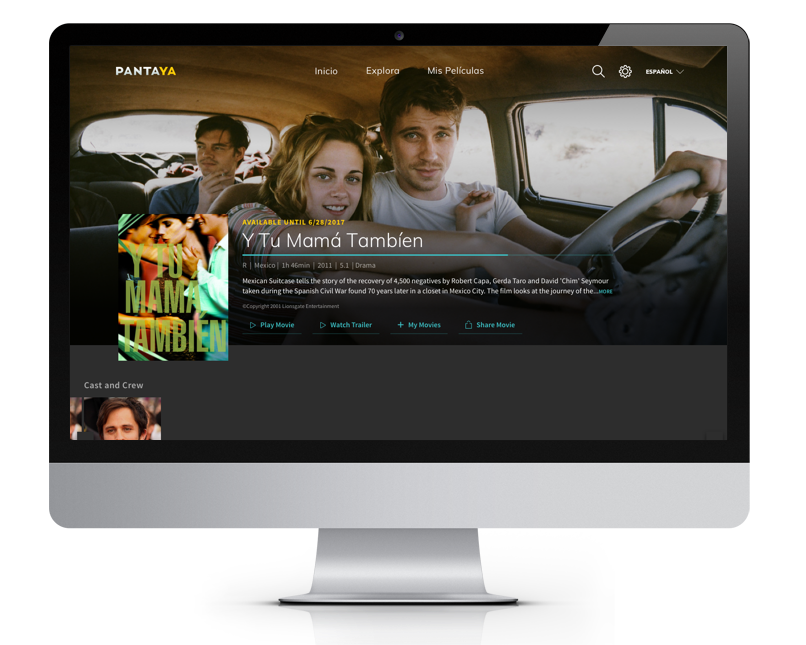 PANTAYA
Inicio
Explora
Mis Películas
ESPAÑOL
AVAILABLE UNTIL 6/28/2017
Y Tu Mamá Tambíen
R | Mexico | 1h 46min | 2011 | 5.1 | Drama
Mexican Suitcase tells the story of the recovery of 4,500 negatives by Robert Capa, Gerda Taro and David 'Chim' Seymour
taken during the Spanish Civil War found 70 years later in a closet in Mexico City. The film looks at the journey of the...MORE
©Copyright 2001 Lionsgate Entertainment
Play Movie
Watch Trailer
My Movies
Share Movie
Y TU
MAMÁ
TAMBIÉN
Cast and Crew